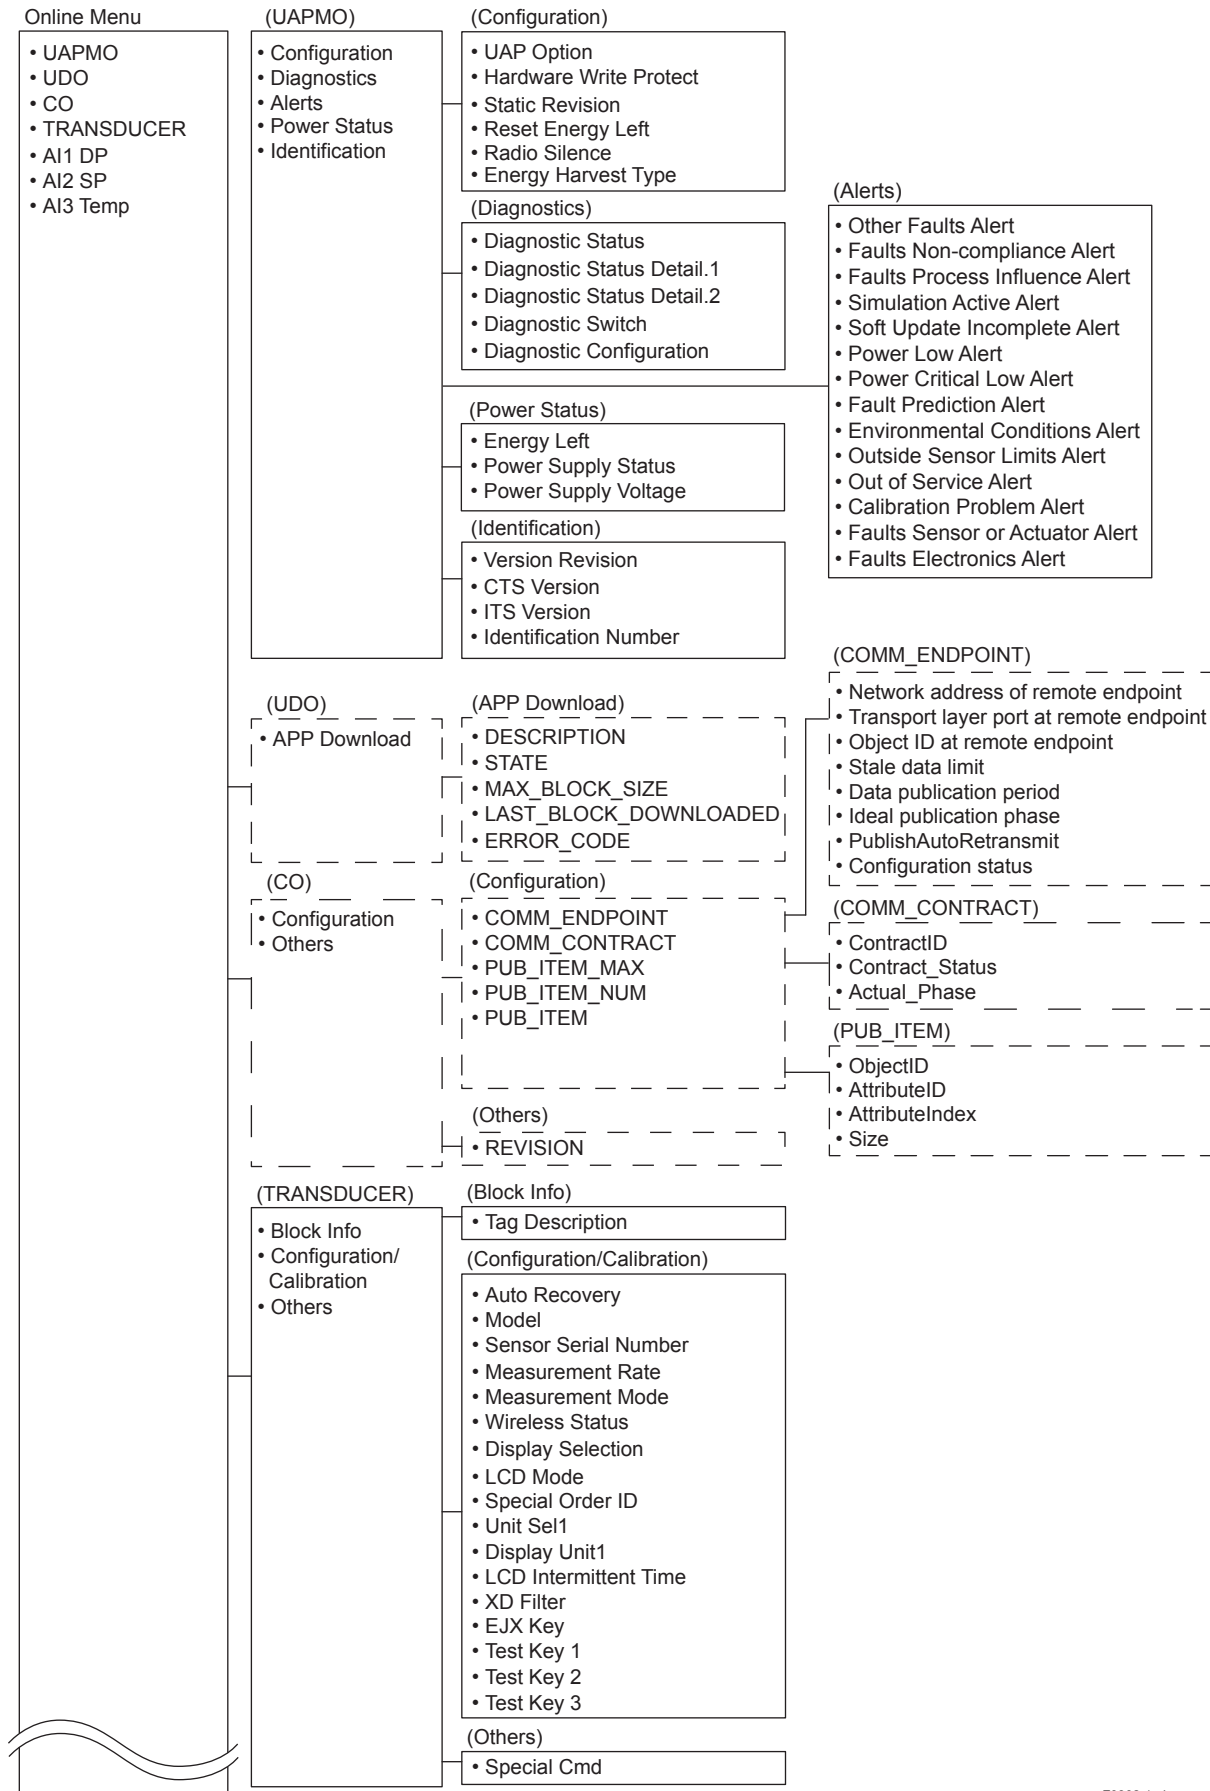 Online Menu
• UAPMO
• UDO
• CO
• TRANSDUCER
• AI1 DP
• AI2 SP
• AI3 Temp
(UAPMO)
• Configuration
• Diagnostics
• Alerts
• Power Status
• Identification
(Configuration)
• UAP Option
• Hardware Write Protect
• Static Revision
• Reset Energy Left
• Radio Silence
• Energy Harvest Type
(Diagnostics)
• Diagnostic Status
• Diagnostic Status Detail.1
• Diagnostic Status Detail.2
• Diagnostic Switch
• Diagnostic Configuration
(Alerts)
• Other Faults Alert
• Faults Non-compliance Alert
• Faults Process Influence Alert
• Simulation Active Alert
• Soft Update Incomplete Alert
• Power Low Alert
• Power Critical Low Alert
• Fault Prediction Alert
• Environmental Conditions Alert
• Outside Sensor Limits Alert
• Out of Service Alert
• Calibration Problem Alert
• Faults Sensor or Actuator Alert
• Faults Electronics Alert
(Power Status)
• Energy Left
• Power Supply Status
• Power Supply Voltage
(Identification)
• Version Revision
• CTS Version
• ITS Version
• Identification Number
(UDO)
• APP Download
(APP Download)
• DESCRIPTION
• STATE
• MAX_BLOCK_SIZE
• LAST_BLOCK_DOWNLOADED
• ERROR_CODE
(CO)
• Configuration
• Others
(Configuration)
• COMM_ENDPOINT
• COMM_CONTRACT
• PUB_ITEM_MAX
• PUB_ITEM_NUM
• PUB_ITEM
(COMM_ENDPOINT)
• Network address of remote endpoint
• Transport layer port at remote endpoint
• Object ID at remote endpoint
• Stale data limit
• Data publication period
• Ideal publication phase
• PublishAutoRetransmit
• Configuration status
(COMM_CONTRACT)
• ContractID
• Contract_Status
• Actual_Phase
(PUB_ITEM)
• ObjectID
• AttributeID
• AttributeIndex
• Size
(Others)
• REVISION
(TRANSDUCER)
• Block Info
• Configuration/
Calibration
• Others
(Block Info)
• Tag Description
(Configuration/Calibration)
• Auto Recovery
• Model
• Sensor Serial Number
• Measurement Rate
• Measurement Mode
• Wireless Status
• Display Selection
• LCD Mode
• Special Order ID
• Unit Sel1
• Display Unit1
• LCD Intermittent Time
• XD Filter
• EJX Key
• Test Key 1
• Test Key 2
• Test Key 3
(Others)
• Special Cmd